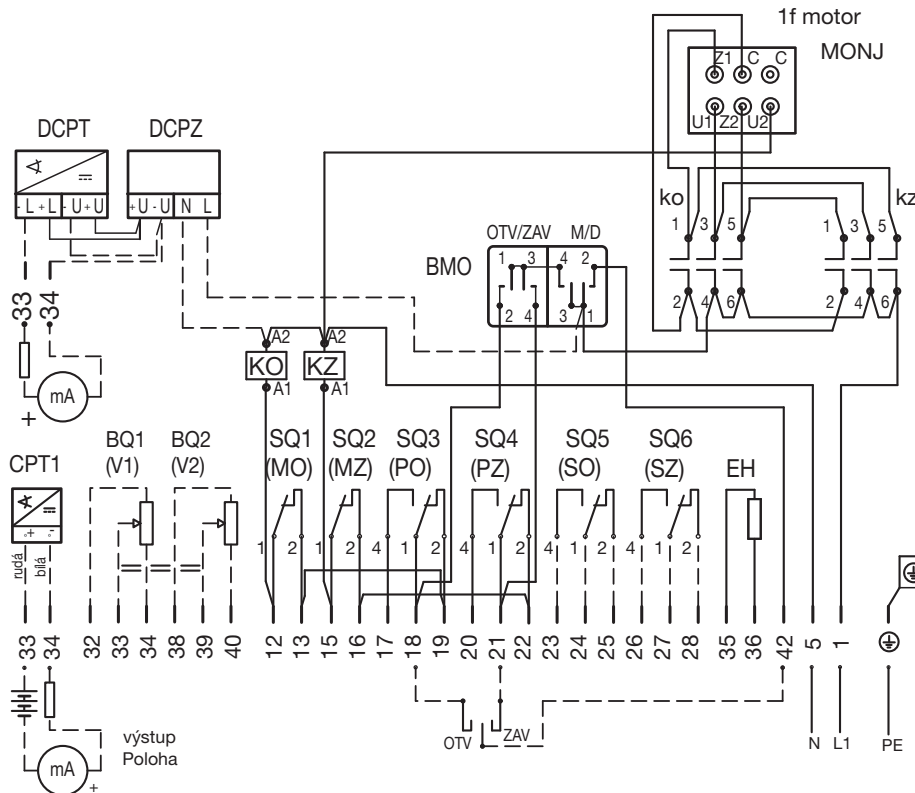 1f motor
MONJ
Z1 C C
U1 Z2 U2
DCPT DCPZ
- L + L - U + U
+ U - U N L
ko kz
1 3 5 1 3 5
2 4 6 2 4 6
OTV/ZAV M/D
BMO
1 3 4 2
2 4 3 1
33 34
mA
+
A2 A2
KO KZ
A1 A1
CPT1
+ -
rudá
bílá
BQ1 (V1)
BQ2 (V2)
SQ1 (MO)
SQ2 (MZ)
SQ3 (PO)
SQ4 (PZ)
SQ5 (SO)
SQ6 (SZ)
EH
1 2 1 2 4 1 2 4 1 2 4 1 2 4 1 2
33 34 32 33 34 38 39 40 12 13 15 16 17 18 19 20 21 22 23 24 25 26 27 28 35 36 42 5 1
OTV ZAV
N L1 PE
výstup
Poloha
mA
+